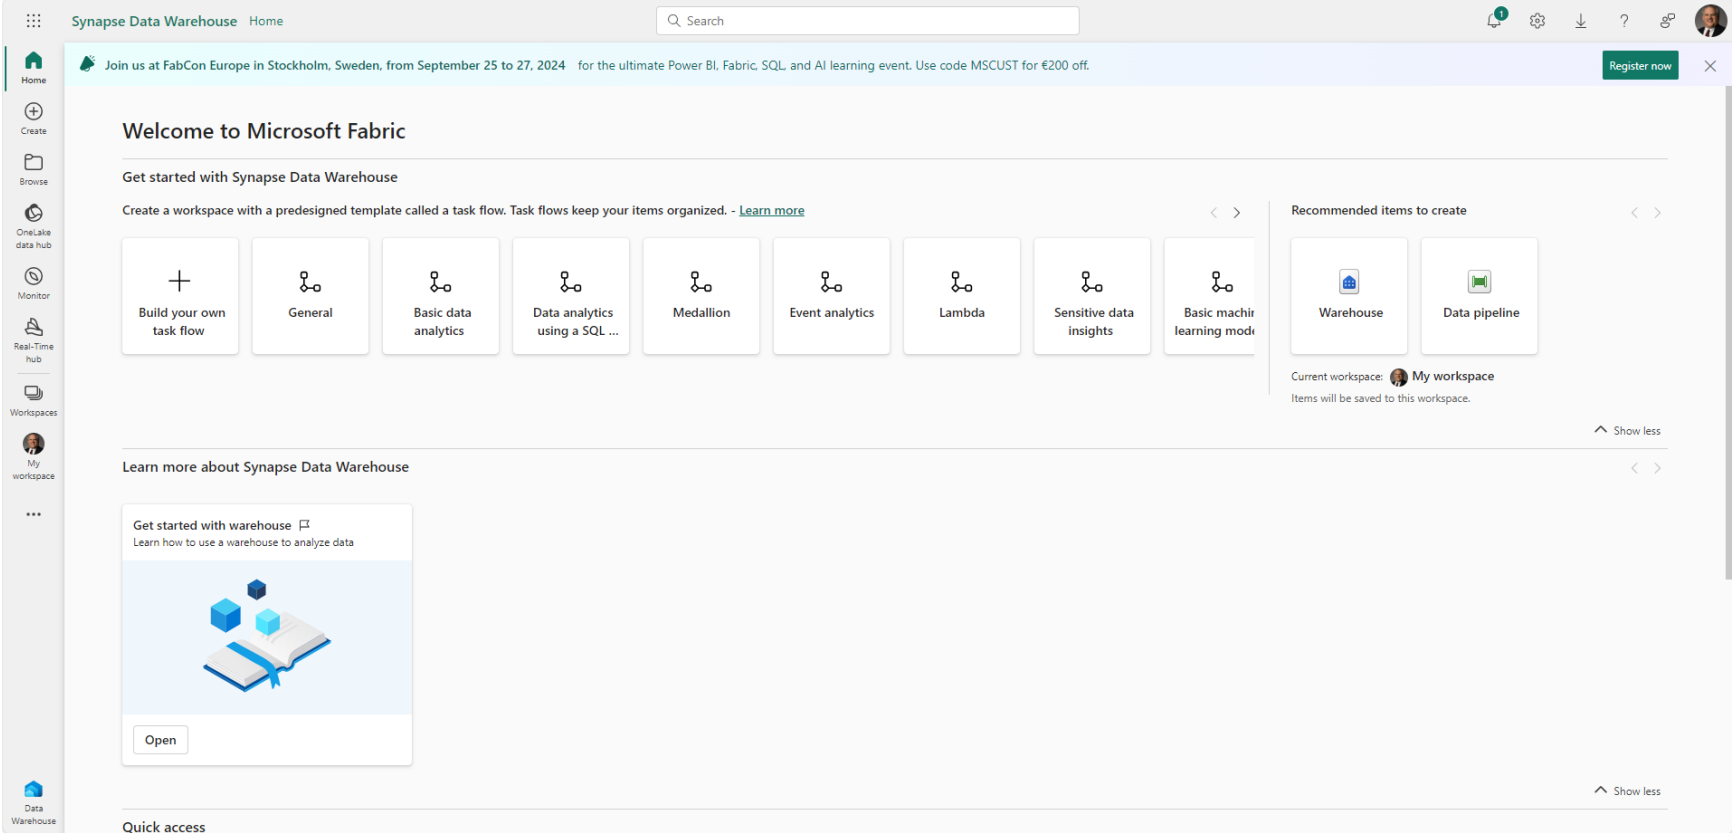 Synapse Data Warehouse Home
Search
1
Home
Create
Browse
OneLake
data hub
Monitor
Real-Time
hub
Workspaces
My
workspace
Data
Warehouse
Join us at FabCon Europe in Stockholm, Sweden, from September 25 to 27, 2024 for the ultimate Power BI, Fabric, SQL, and AI learning event. Use code MSCUST for €200 off.
Register now
Welcome to Microsoft Fabric
Get started with Synapse Data Warehouse
Create a workspace with a predesigned template called a task flow. Task flows keep your items organized. - Learn more
Build your own
task flow
General
Basic data
analytics
Data analytics
using a SQL ...
Medallion
Event analytics
Lambda
Sensitive data
insights
Basic machin
learning mode
Recommended items to create
Warehouse
Data pipeline
Current workspace: My workspace
Items will be saved to this workspace.
Show less
Learn more about Synapse Data Warehouse
Get started with warehouse
Learn how to use a warehouse to analyze data
Open
Show less
Quick access